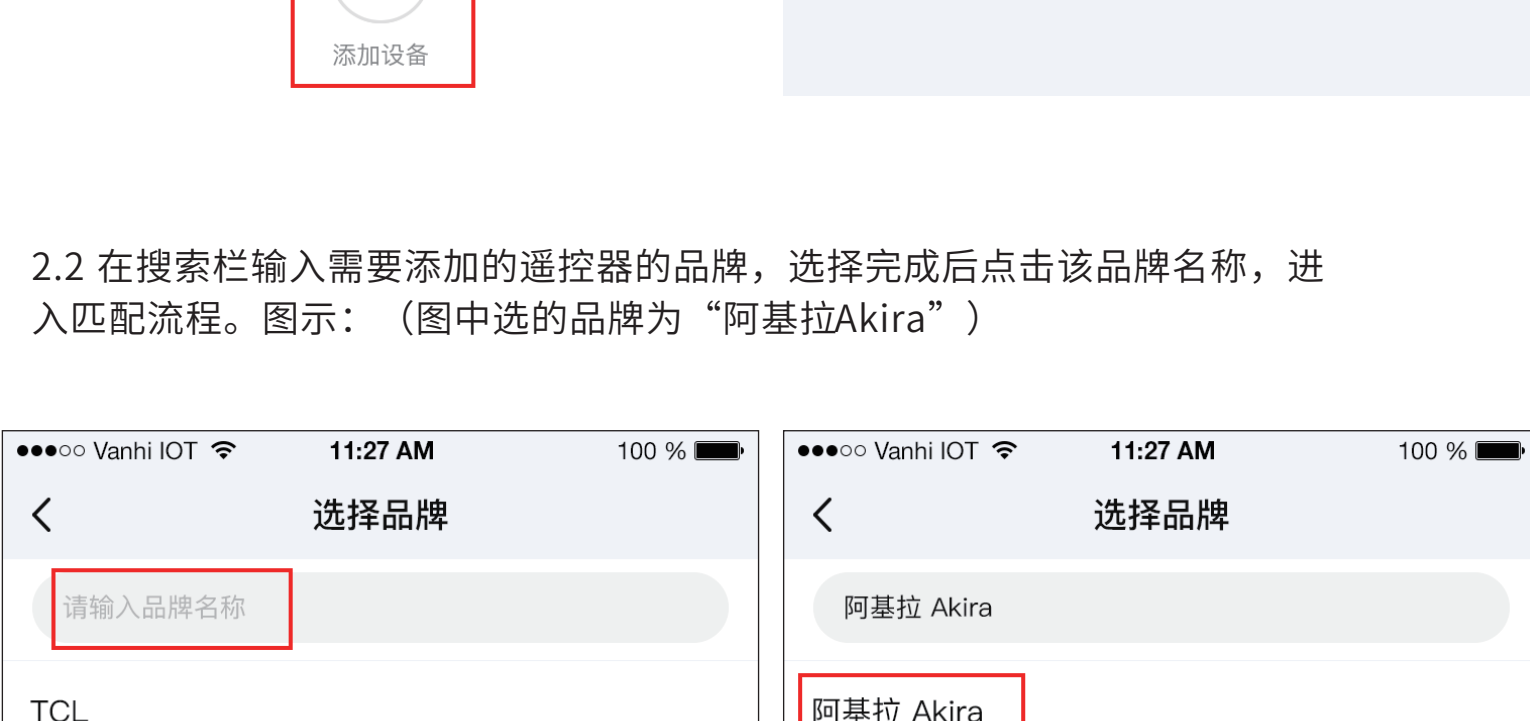 添加设备
2.2 在搜索栏输入需要添加的遥控器的品牌，选择完成后点击该品牌名称，进
入匹配流程。图示：（图中选的品牌为“阿基拉Akira”）
Vanhi IOT 11:27 AM 100 %
选择品牌
请输入品牌名称
TCL
Vanhi IOT 11:27 AM 100 %
选择品牌
阿基拉 Akira
阿基拉 Akira